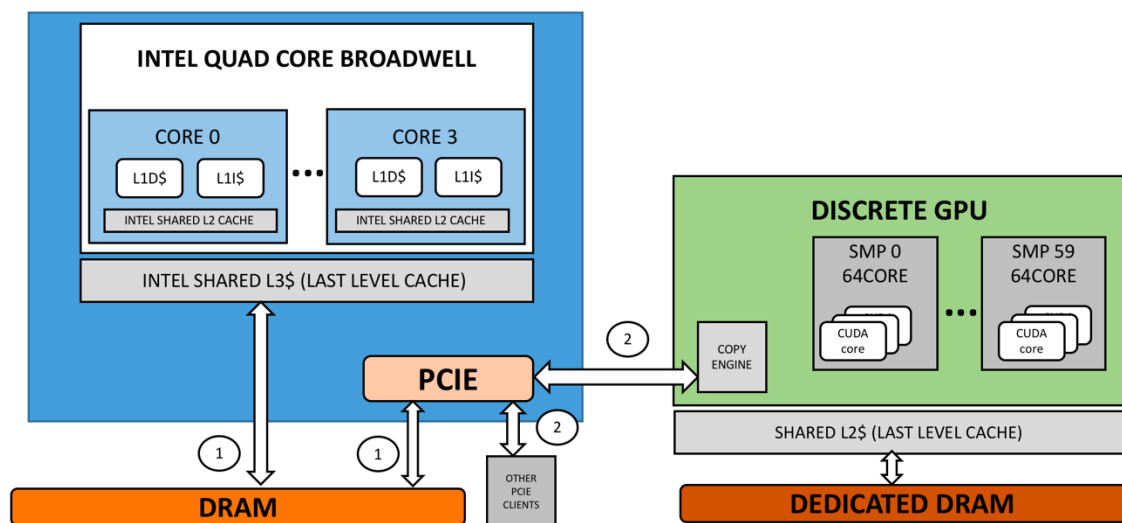 INTEL QUAD CORE BROADWELL
CORE 0
L1D$
L1I$
INTEL SHARED L2 CACHE
•••
CORE 3
L1D$
L1I$
INTEL SHARED L2 CACHE
INTEL SHARED L3$ (LAST LEVEL CACHE)
PCIE
1
1
2
2
DRAM
OTHER
PCIE
CLIENTS
DISCRETE GPU
COPY
ENGINE
SMP 0
64CORE
CUDA
core
•••
SMP 59
64CORE
CUDA
core
SHARED L2$ (LAST LEVEL CACHE)
DEDICATED DRAM